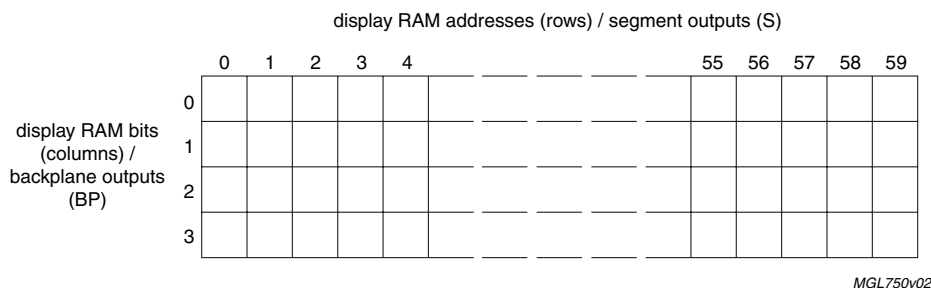 display RAM addresses (rows) / segment outputs (S)
0 1 2 3 4 55 56 57 58 59
0
display RAM bits
1
(columns) /
backplane outputs
2
(BP)
3
MGL750v02